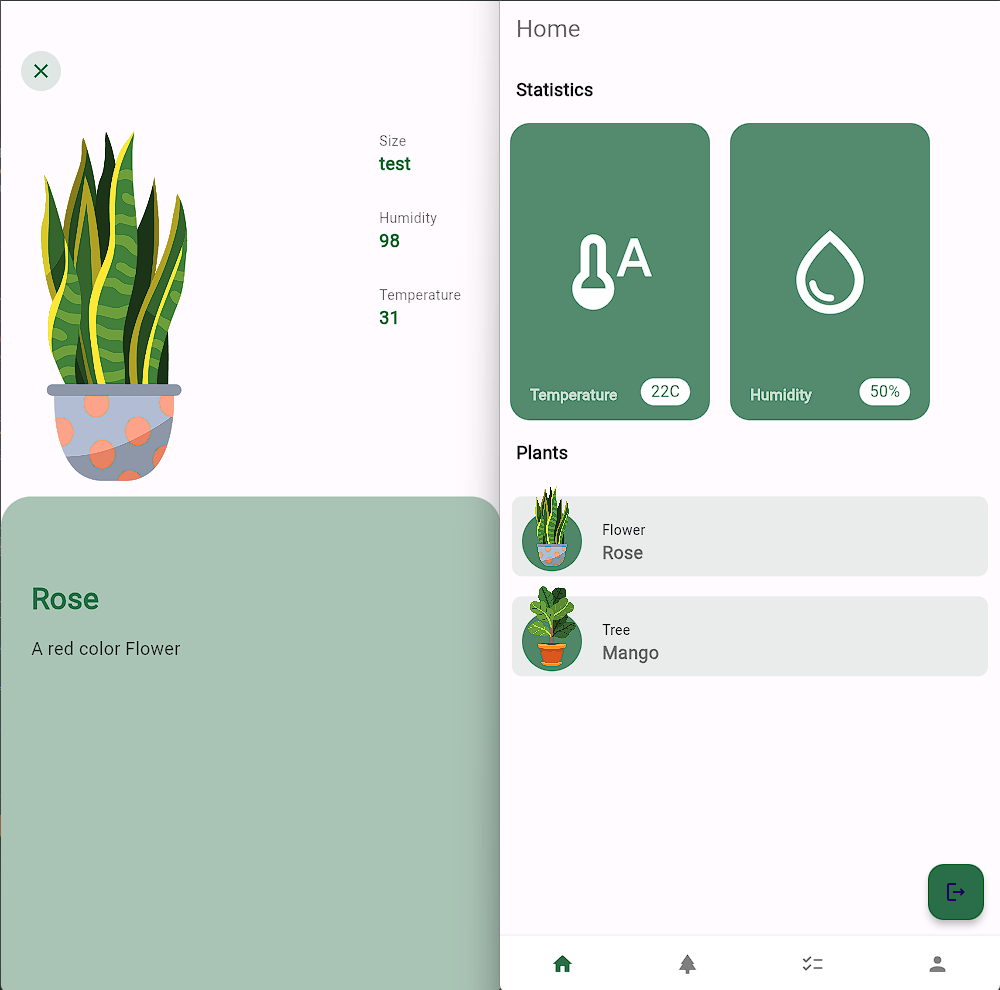 Size
test
Humidity
98
Temperature
31
Rose
A red color Flower
Home
Statistics
A
Temperature 22C
Humidity 50%
Plants
Flower
Rose
Tree
Mango